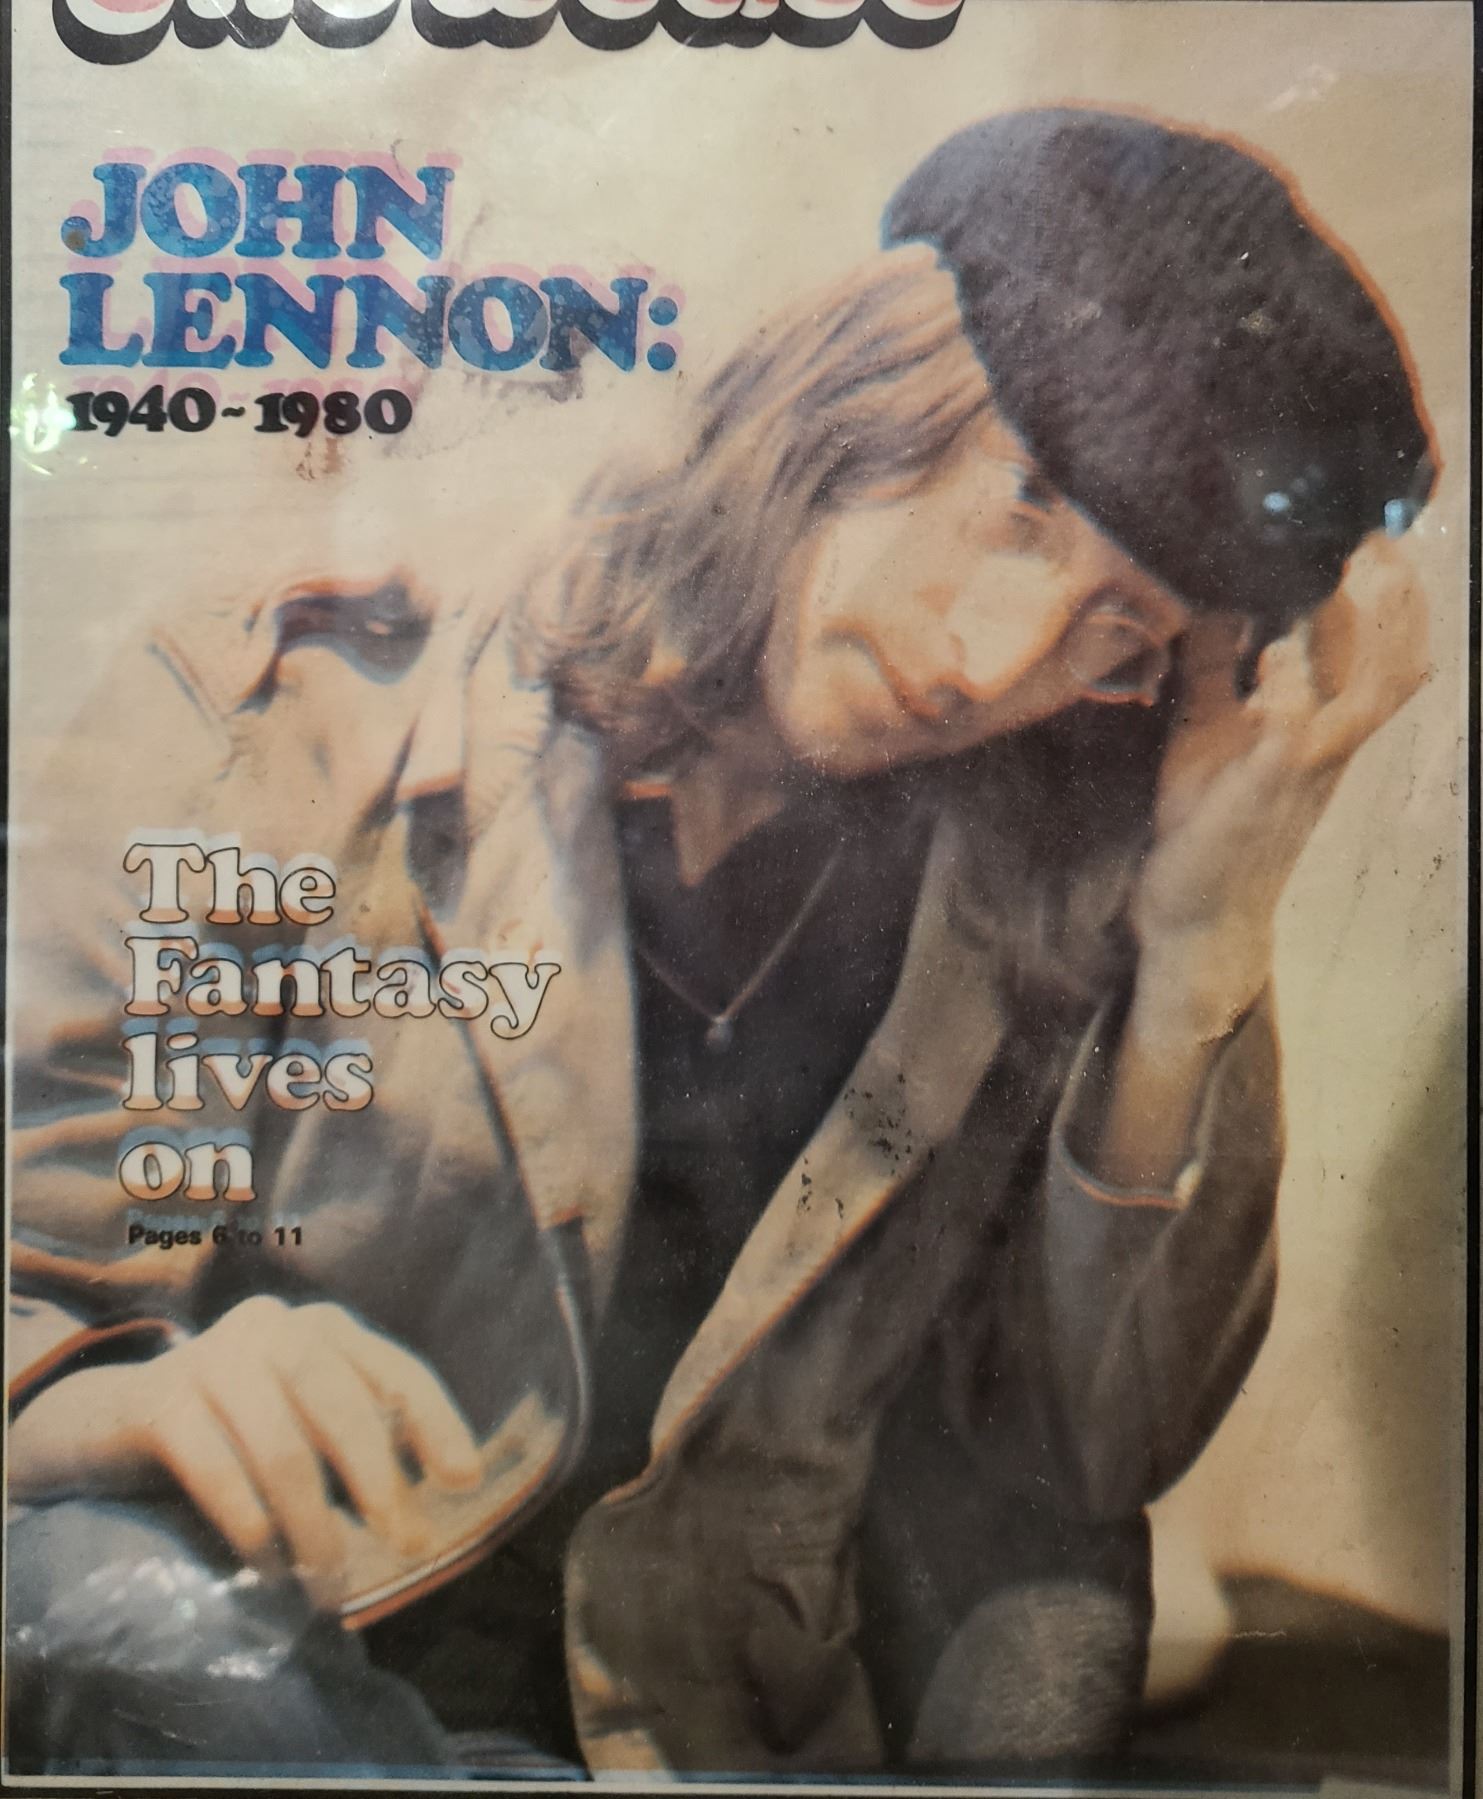 JOHN
LENNON:
1940~1980
The
Fantasy
lives
on
Pages 6 to 11